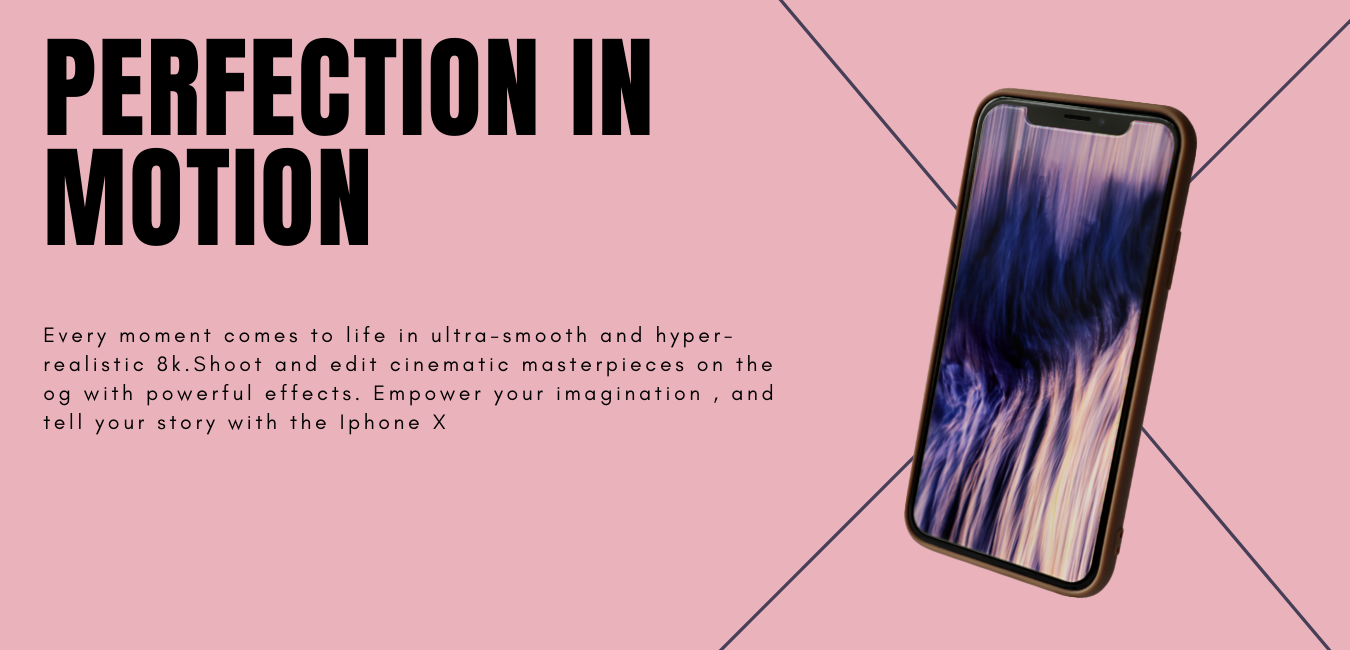 PERFECTION IN
MOTION
Every moment comes to life in ultra-smooth and hyper-
realistic 8k.Shoot and edit cinematic masterpieces on the
og with powerful effects. Empower your imagination , and
tell your story with the Iphone X